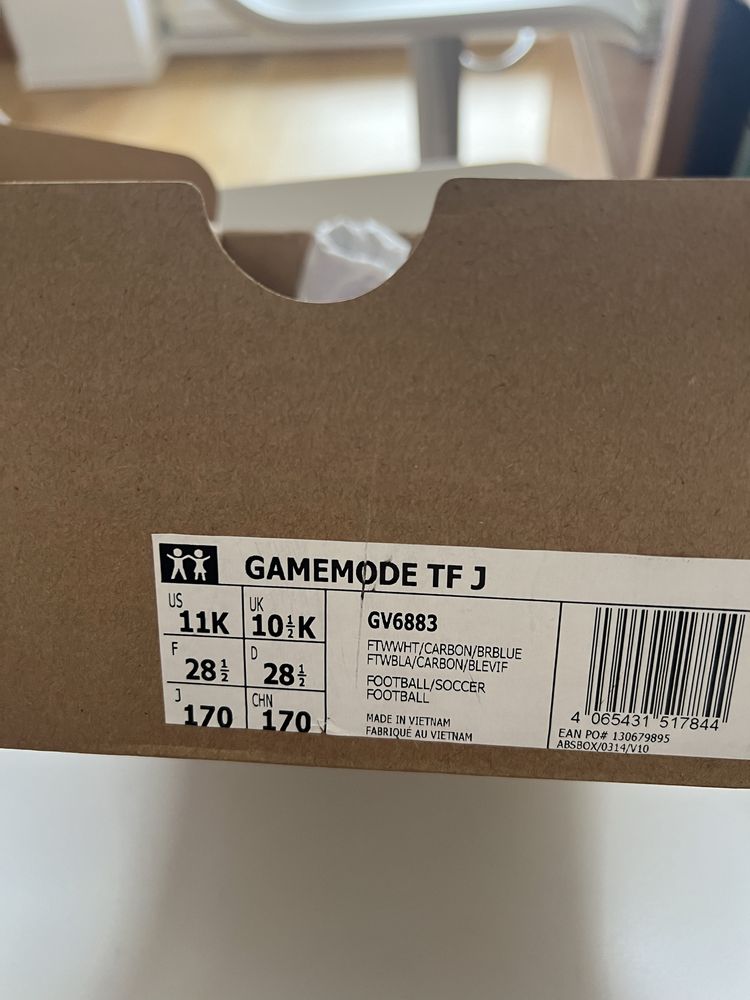 GAMEMODE TF J
US 11K UK 10½K
F 28½ D 28½
J 170 CHN 170
GV6883
FTWWHT/CARBON/BRBLUE
FTWBLA/CARBON/BLEVIF
FOOTBALL/SOCCER
FOOTBALL
MADE IN VIETNAM
FABRIQUÉ AU VIETNAM
4 065431 517844
EAN PO# 130679895
ABSBOX/0314/V10